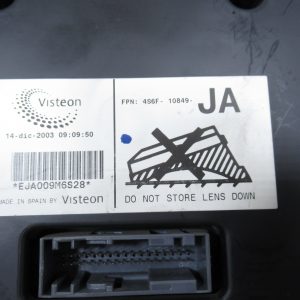 Visteon
FPN: 4S6F- 10849- JA
14-dic-2003 09:09:50
*EJA009M6S28*
MADE IN SPAIN BY Visteon
DO NOT STORE LENS DOWN